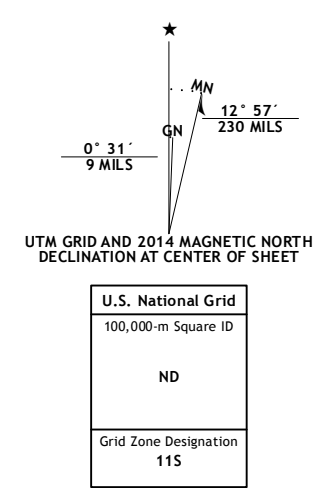 MN
GN
12° 57´
230 MILS
0° 31´
9 MILS
UTM GRID AND 2014 MAGNETIC NORTH
DECLINATION AT CENTER OF SHEET
U.S. National Grid
100,000-m Square ID
ND
Grid Zone Designation
11S